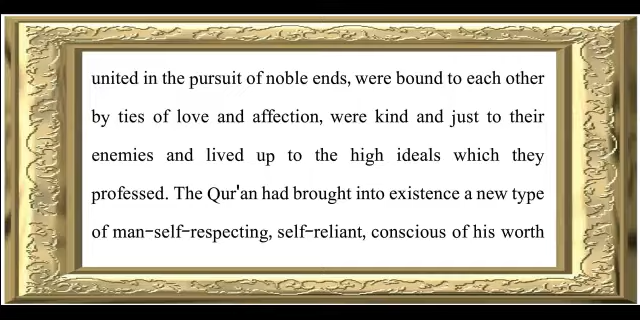 united in the pursuit of noble ends, were bound to each other
by ties of love and affection, were kind and just to their
enemies and lived up to the high ideals which they
professed. The Qur'an had brought into existence a new type
of man-self-respecting, self-reliant, conscious of his worth